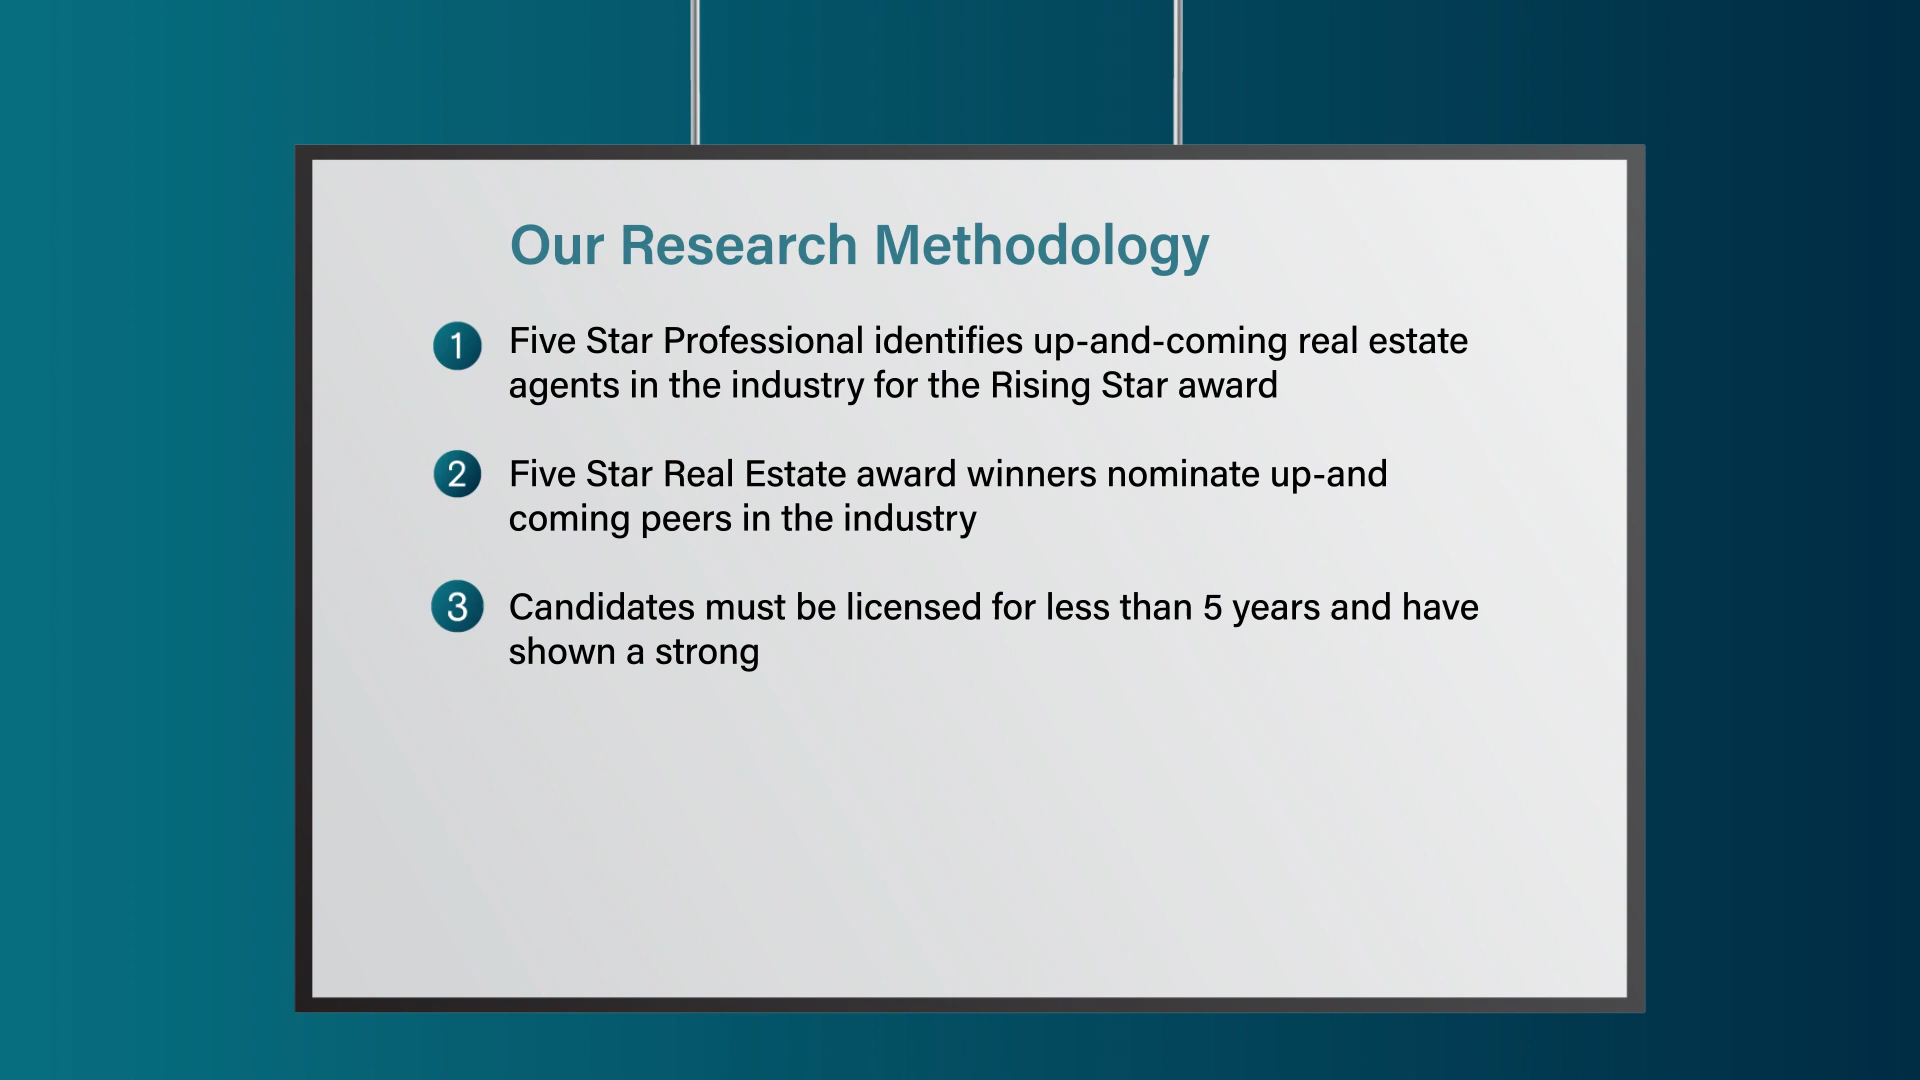 Our Research Methodology
1 Five Star Professional identifies up-and-coming real estate
agents in the industry for the Rising Star award
2 Five Star Real Estate award winners nominate up-and
coming peers in the industry
3 Candidates must be licensed for less than 5 years and have
shown a strong